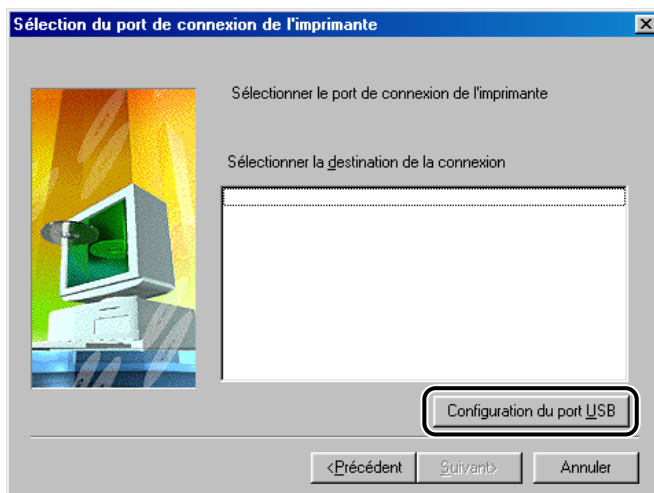 Sélection du port de connexion de l'imprimante
Sélectionner le port de connexion de l'imprimante
Sélectionner la destination de la connexion
Configuration du port USB
<Précédent
Suivant>
Annuler